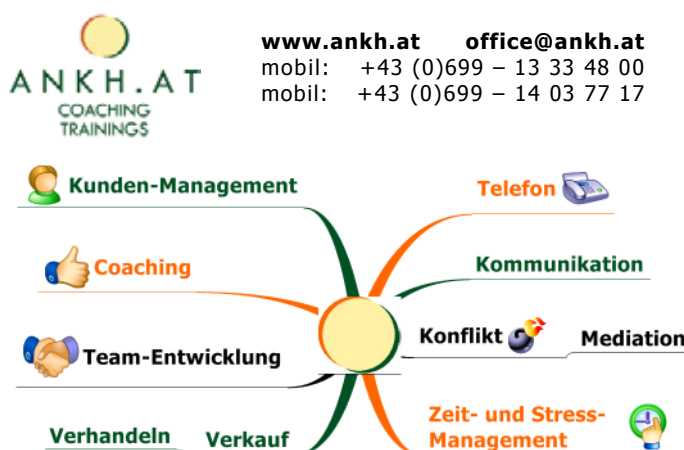 www.ankh.at office@ankh.at
mobil: +43 (0)699 – 13 33 48 00
mobil: +43 (0)699 – 14 03 77 17
ANKH.AT
COACHING
TRAININGS
Kunden-Management
Telefon
Coaching
Kommunikation
Team-Entwicklung
Konflikt
Mediation
Verhandeln Verkauf
Zeit- und Stress-
Management